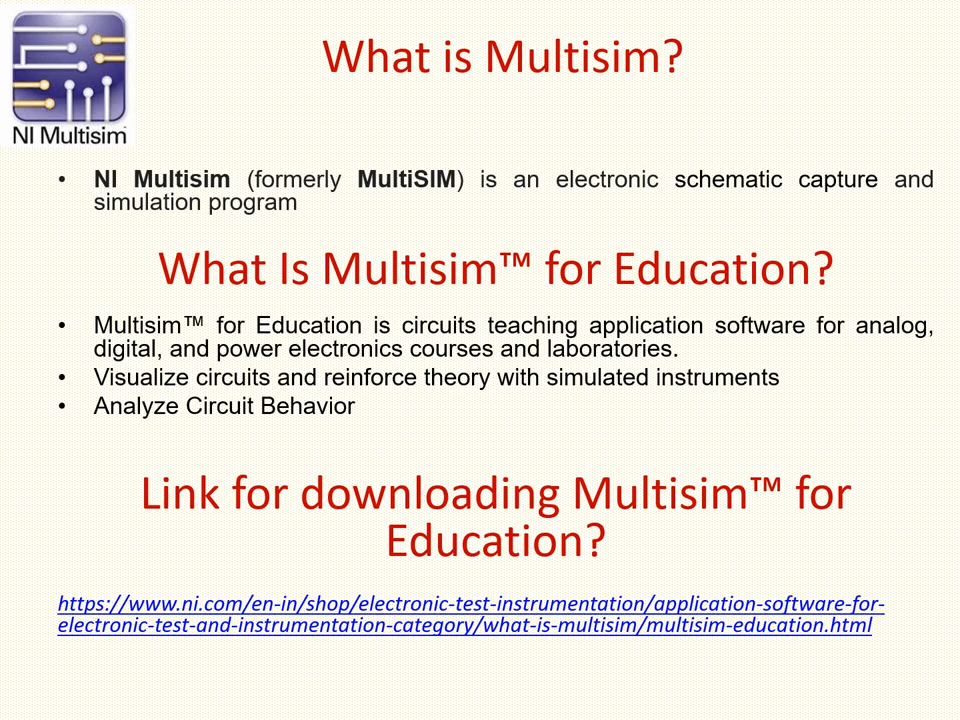 What is Multisim?
NI Multisim
• NI Multisim (formerly MultiSIM) is an electronic schematic capture and
simulation program
What Is Multisim™ for Education?
• Multisim™ for Education is circuits teaching application software for analog,
digital, and power electronics courses and laboratories.
• Visualize circuits and reinforce theory with simulated instruments
• Analyze Circuit Behavior
Link for downloading Multisim™ for
Education?
https://www.ni.com/en-in/shop/electronic-test-instrumentation/application-software-for-
electronic-test-and-instrumentation-category/what-is-multisim/multisim-education.html